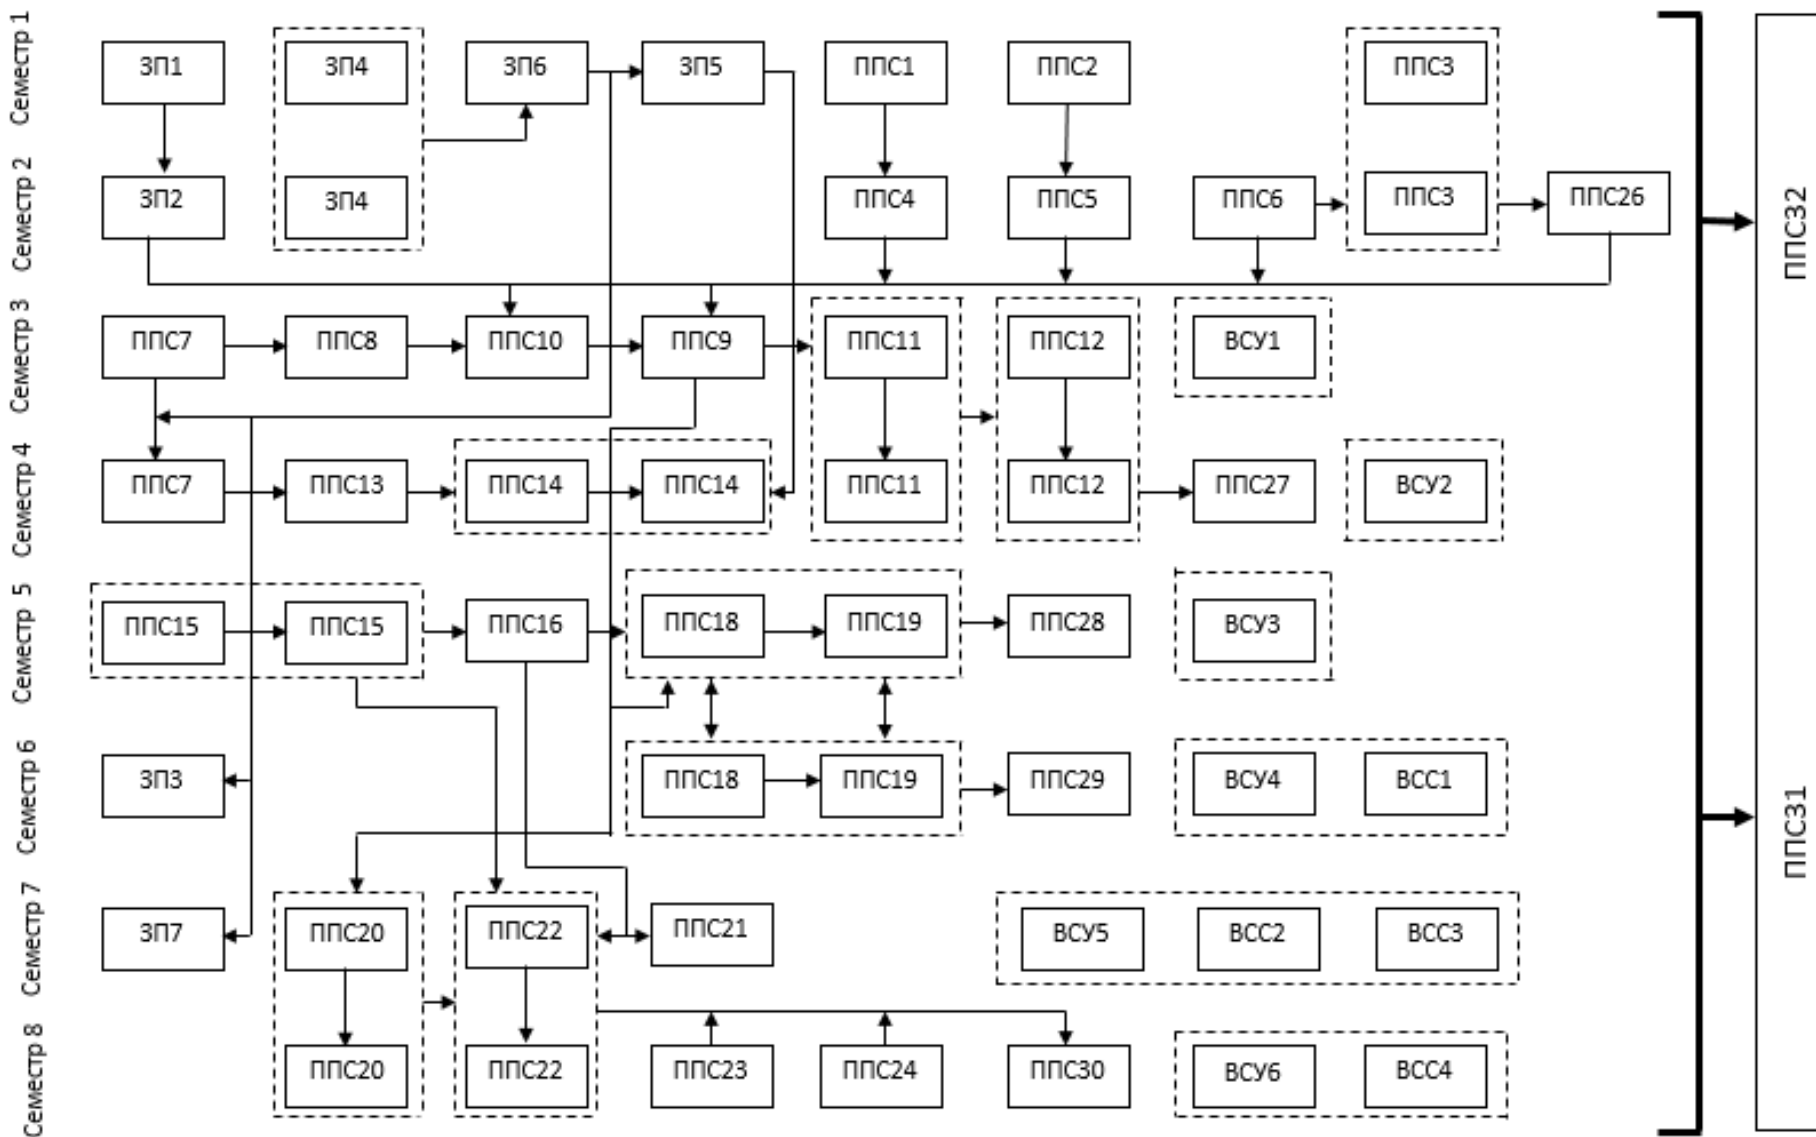 Семестр 1
ЗП1
ЗП4
ЗП6
ЗП5
ППС1
ППС2
ППС3
Семестр 2
ЗП2
ЗП4
ППС4
ППС5
ППС6
ППС3
ППС26
ППС32
Семестр 3
ППС7
ППС8
ППС10
ППС9
ППС11
ППС12
ВСУ1
Семестр 4
ППС7
ППС13
ППС14
ППС14
ППС11
ППС12
ППС27
ВСУ2
Семестр 5
ППС15
ППС15
ППС16
ППС18
ППС19
ППС28
ВСУ3
Семестр 6
ЗП3
ППС18
ППС19
ППС29
ВСУ4
ВСС1
ППС31
Семестр 7
ЗП7
ППС20
ППС22
ППС21
ВСУ5
ВСС2
ВСС3
Семестр 8
ППС20
ППС22
ППС23
ППС24
ППС30
ВСУ6
ВСС4